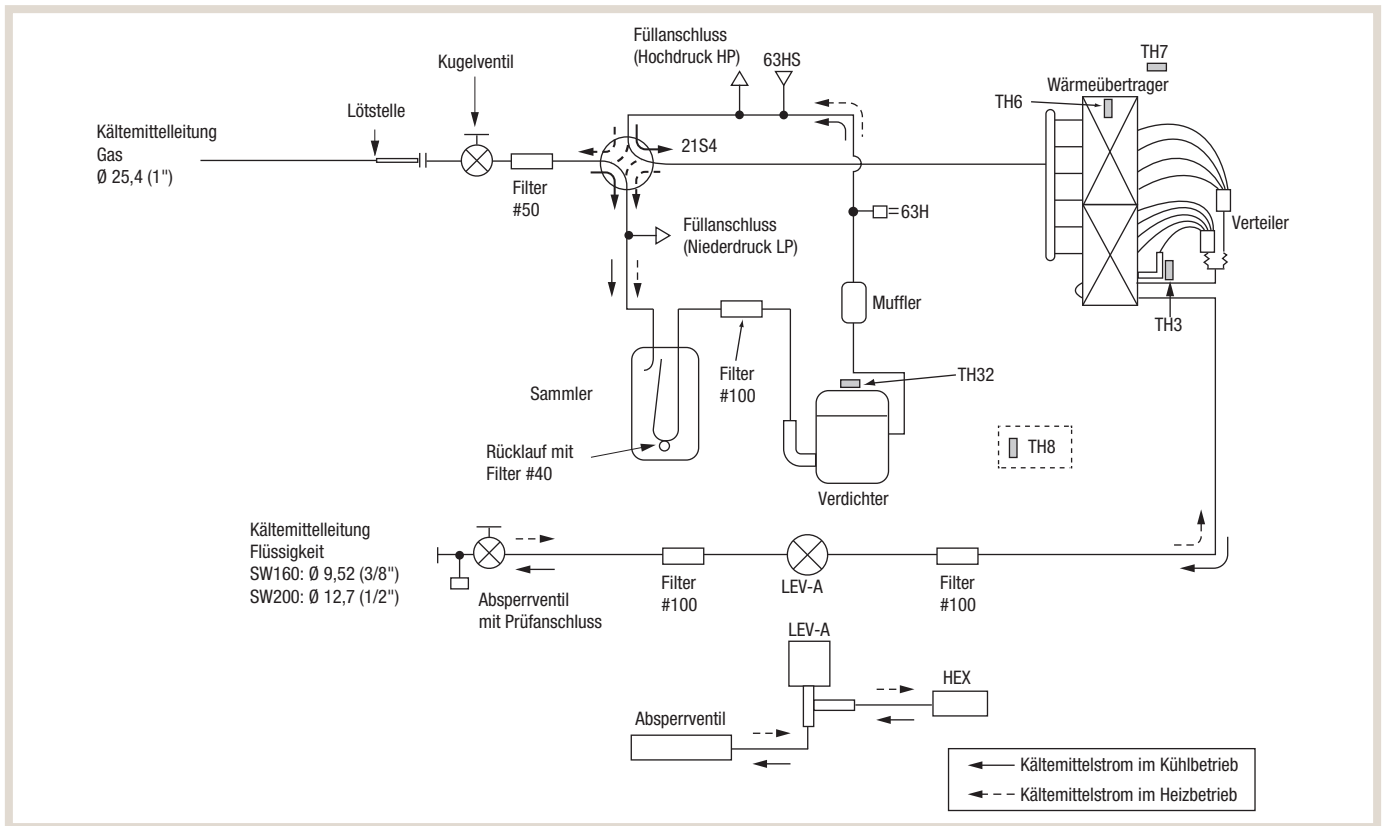 Füllanschluss
(Hochdruck HP)
63HS
TH7
Kugelventil
Wärmeübertrager
TH6
Lötstelle
Kältemittelleitung
Gas
Ø 25,4 (1")
21S4
Filter
#50
63H
Verteiler
Füllanschluss
(Niederdruck LP)
Muffler
TH3
Filter
#100
TH32
Sammler
Rücklauf mit
Filter #40
TH8
Verdichter
Kältemittelleitung
Flüssigkeit
SW160: Ø 9,52 (3/8")
SW200: Ø 12,7 (1/2")
Absperrventil
mit Prüfanschluss
Filter
#100
LEV-A
Filter
#100
LEV-A
HEX
Absperrventil
Kältemittelstrom im Kühlbetrieb
Kältemittelstrom im Heizbetrieb